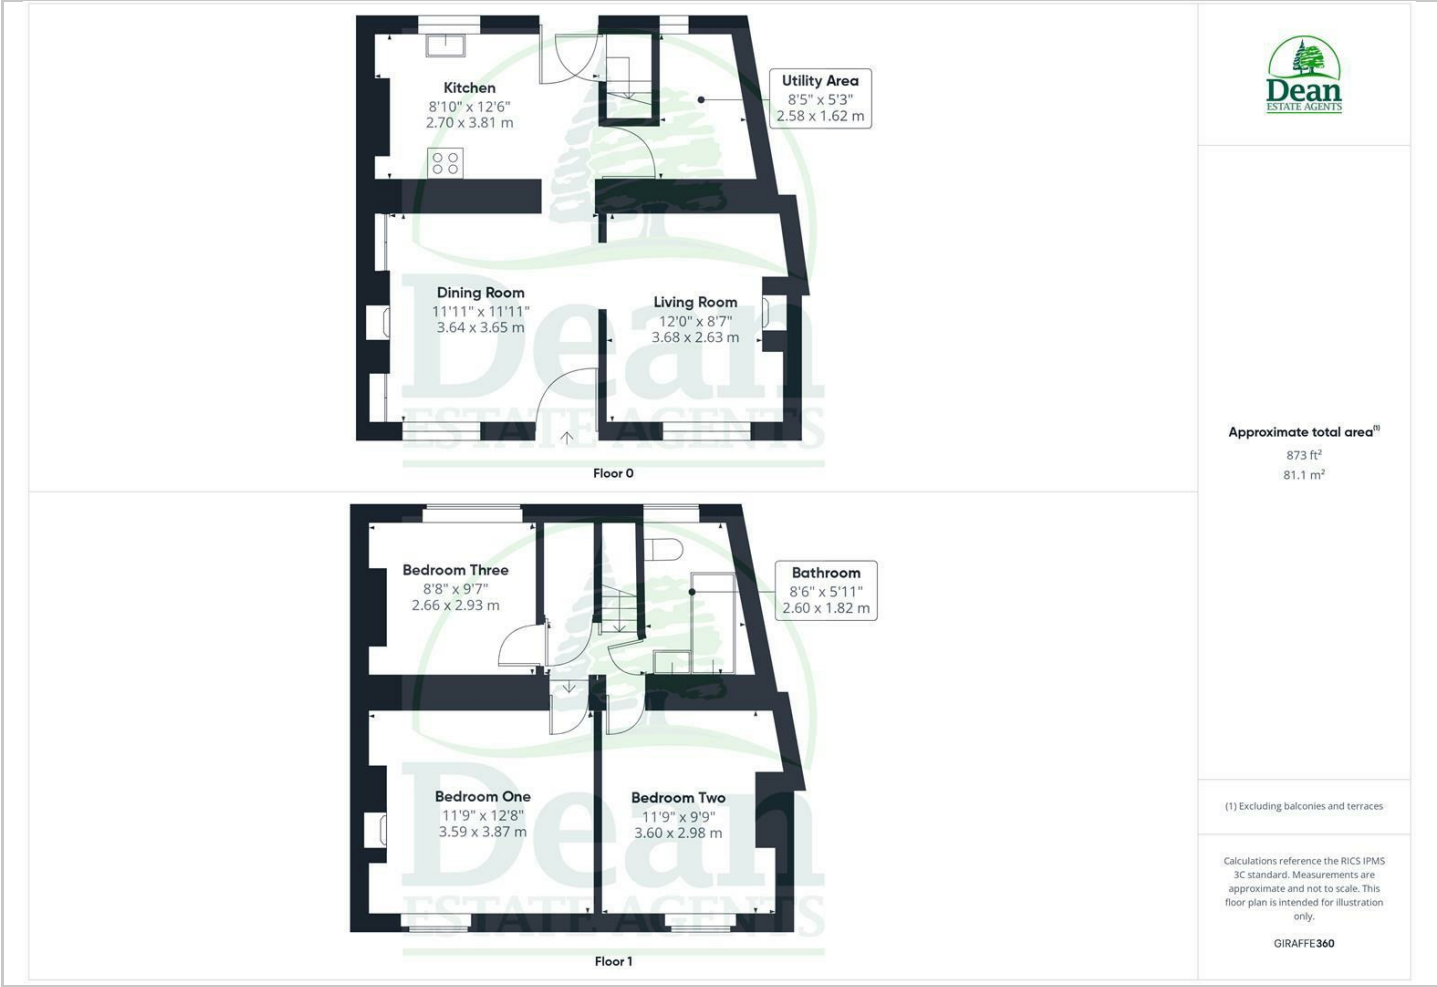 Kitchen
8'10" x 12'6"
2.70 x 3.81 m
Utility Area
8'5" x 5'3"
2.58 x 1.62 m
Dining Room
11'11" x 11'11"
3.64 x 3.65 m
Living Room
12'0" x 8'7"
3.68 x 2.63 m
Dean
ESTATE AGENTS
Floor 0
Bedroom Three
8'8" x 9'7"
2.66 x 2.93 m
Bathroom
8'6" x 5'11"
2.60 x 1.82 m
Bedroom One
11'9" x 12'8"
3.59 x 3.87 m
Bedroom Two
11'9" x 9'9"
3.60 x 2.98 m
Dean
ESTATE AGENTS
Floor 1
Dean
ESTATE AGENTS
Approximate total area⁽¹⁾
873 ft²
81.1 m²
(1) Excluding balconies and terraces
Calculations reference the RICS IPMS
3C standard. Measurements are
approximate and not to scale. This
floor plan is intended for illustration
only.
GIRAFFE360